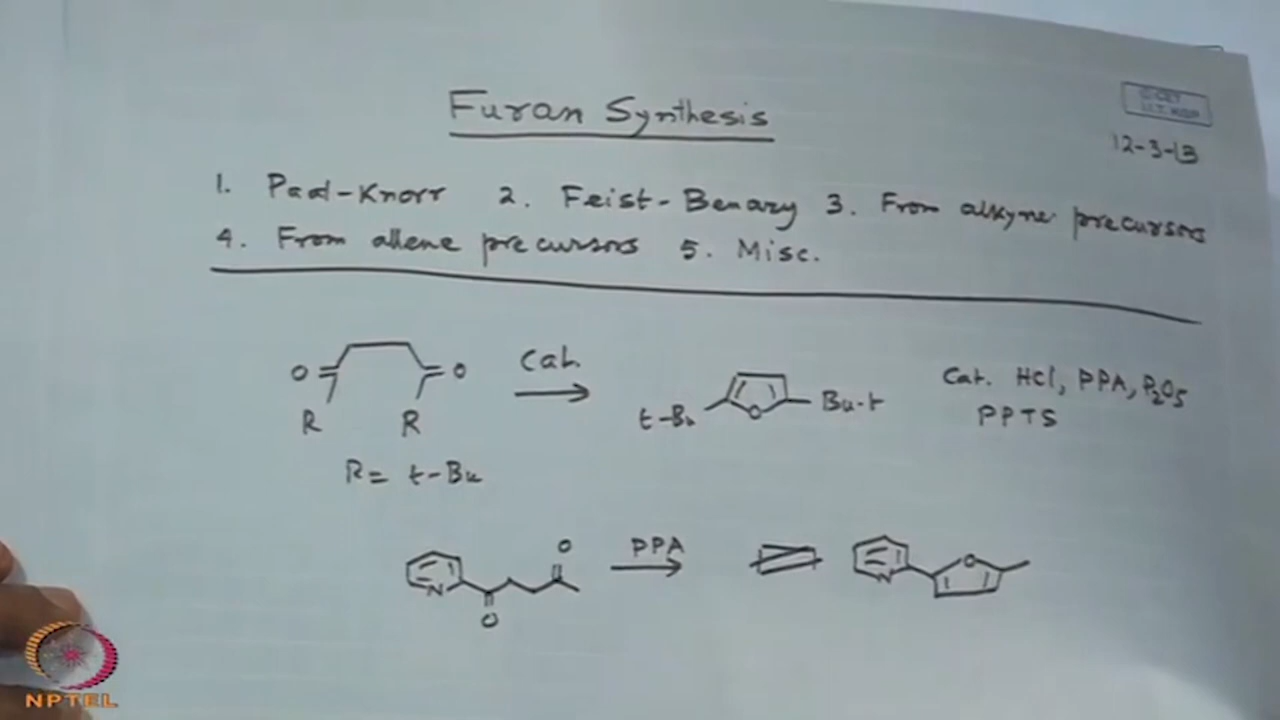 Furan Synthesis
12-3-13
1. Paal-Knorr 2. Feist-Benary 3. From alkyne precursors
4. From allene precursors 5. Misc.
Cat. Cat. HCl, PPA, P2O5
O O t-Bu O Bu-t PPTS
R R
R = t-Bu
O PPA O
N N
O
NPTEL